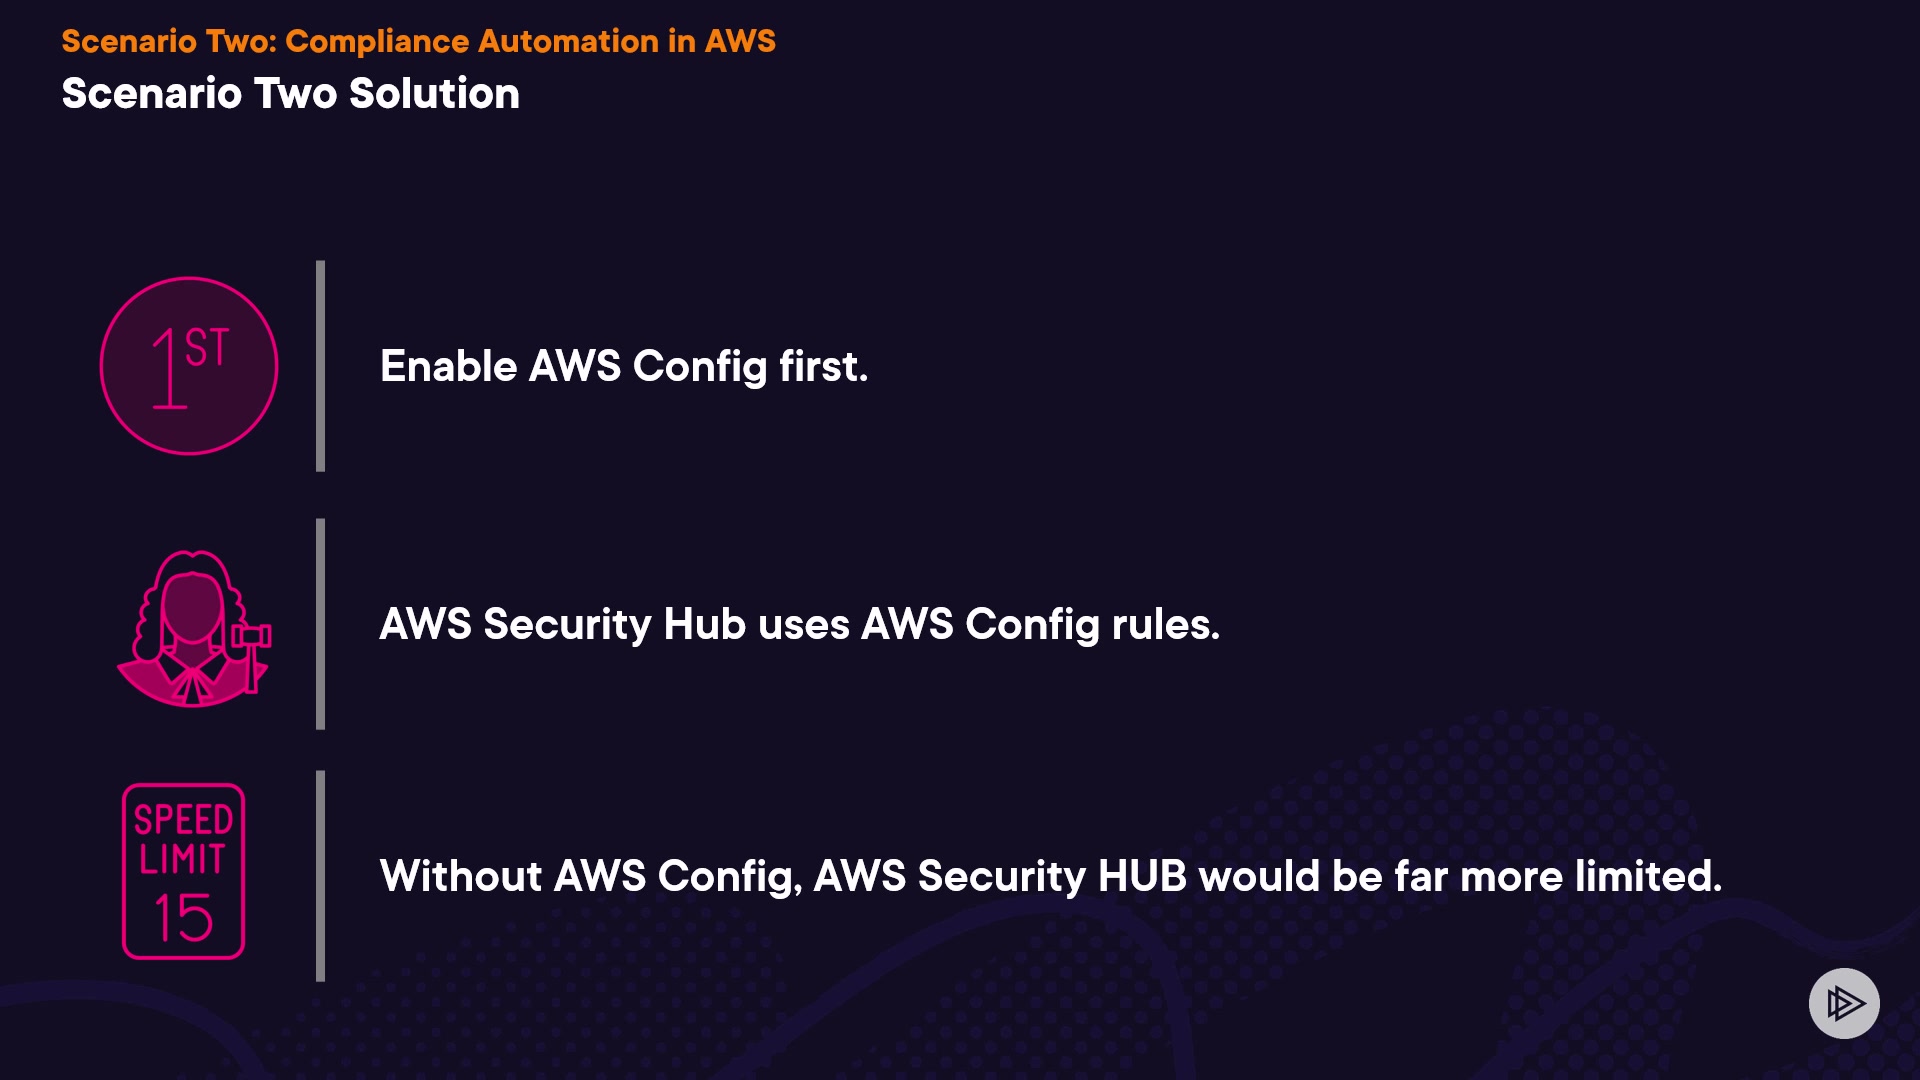 Scenario Two: Compliance Automation in AWS
Scenario Two Solution
1ST
Enable AWS Config first.
AWS Security Hub uses AWS Config rules.
SPEED
LIMIT
15
Without AWS Config, AWS Security HUB would be far more limited.